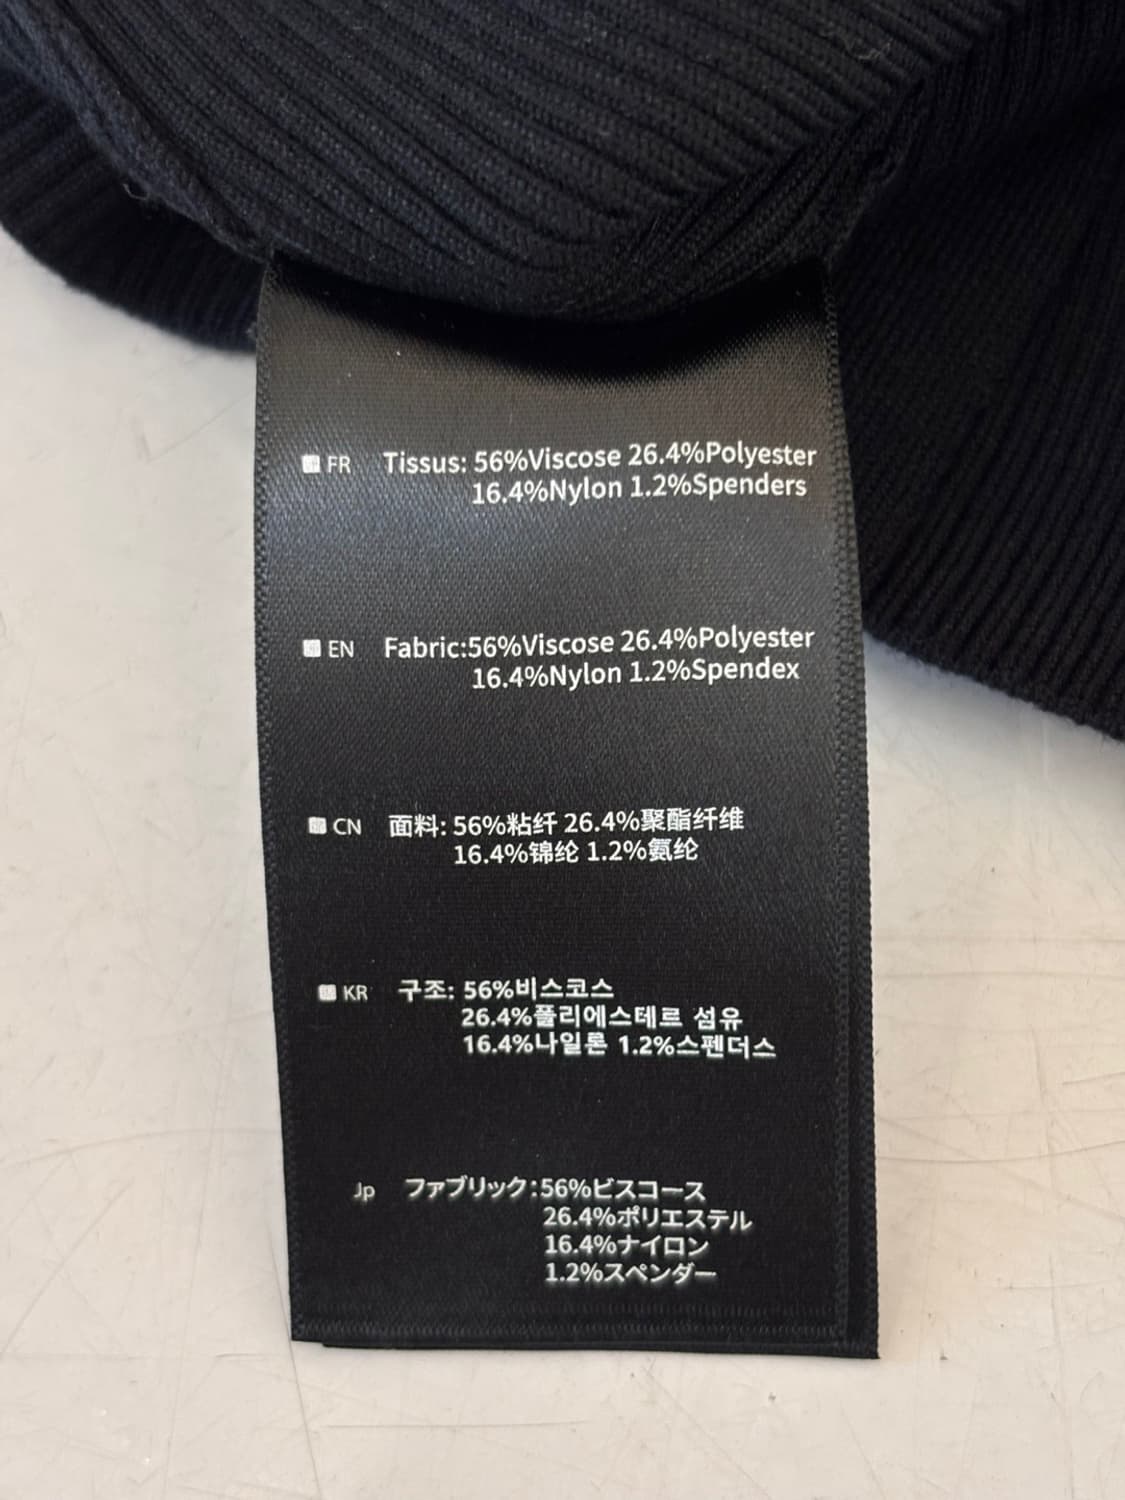 FR Tissus: 56%Viscose 26.4%Polyester
16.4%Nylon 1.2%Spenders
EN Fabric:56%Viscose 26.4%Polyester
16.4%Nylon 1.2%Spendex
CN 面料: 56%粘纤 26.4%聚酯纤维
16.4%锦纶 1.2%氨纶
KR 구조: 56%비스코스
26.4%폴리에스테르 섬유
16.4%나일론 1.2%스펜더스
Jp ファブリック:56%ビスコース
26.4%ポリエステル
16.4%ナイロン
1.2%スペンダー